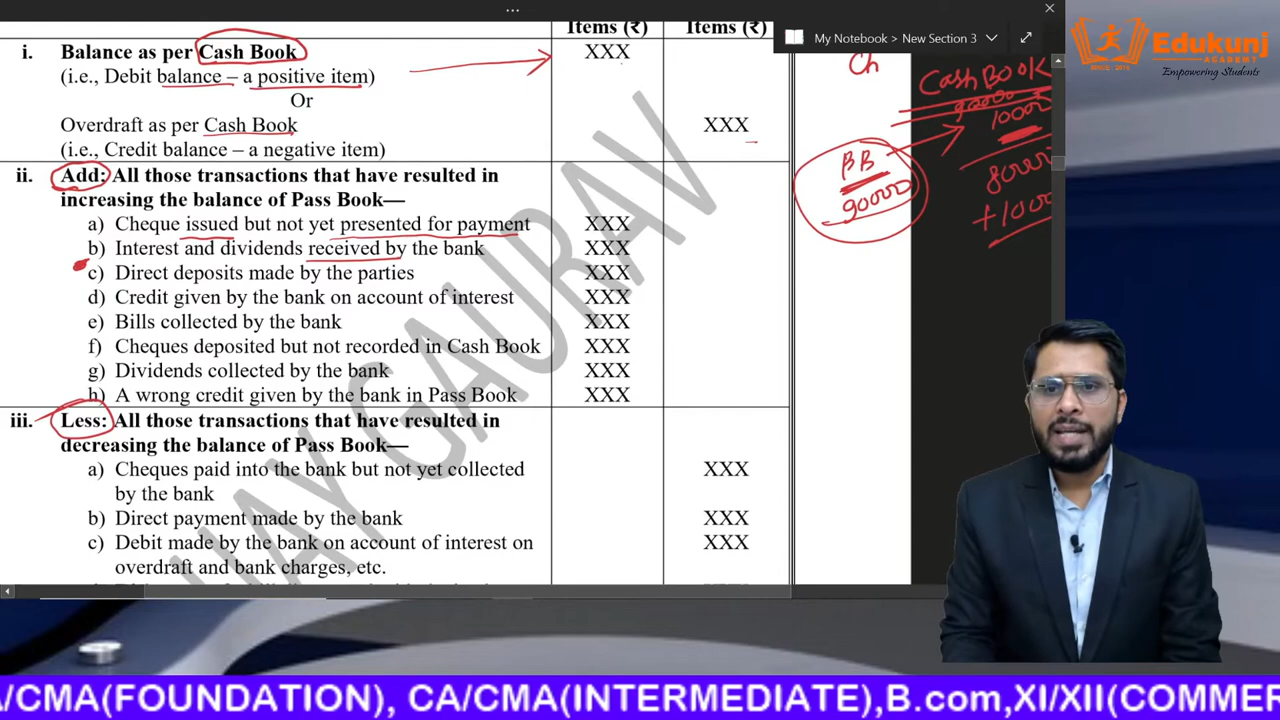 Items (₹) Items (₹)
My Notebook > New Section 3
Edukunj
ACADEMY
Empowering Students
i. Balance as per Cash Book XXX
(i.e., Debit balance – a positive item)
Or
Overdraft as per Cash Book XXX
(i.e., Credit balance – a negative item)
ii. Add: All those transactions that have resulted in
increasing the balance of Pass Book—
a) Cheque issued but not yet presented for payment XXX
b) Interest and dividends received by the bank XXX
c) Direct deposits made by the parties XXX
d) Credit given by the bank on account of interest XXX
e) Bills collected by the bank XXX
f) Cheques deposited but not recorded in Cash Book XXX
g) Dividends collected by the bank XXX
h) A wrong credit given by the bank in Pass Book XXX
iii. Less: All those transactions that have resulted in
decreasing the balance of Pass Book—
a) Cheques paid into the bank but not yet collected XXX
by the bank
b) Direct payment made by the bank XXX
c) Debit made by the bank on account of interest on XXX
overdraft and bank charges, etc.
Ch
Cash Book
90000
10000
BB
90000
8000
+1000
GAURAV
A/CMA(FOUNDATION), CA/CMA(INTERMEDIATE),B.com,XI/XII(COMMER